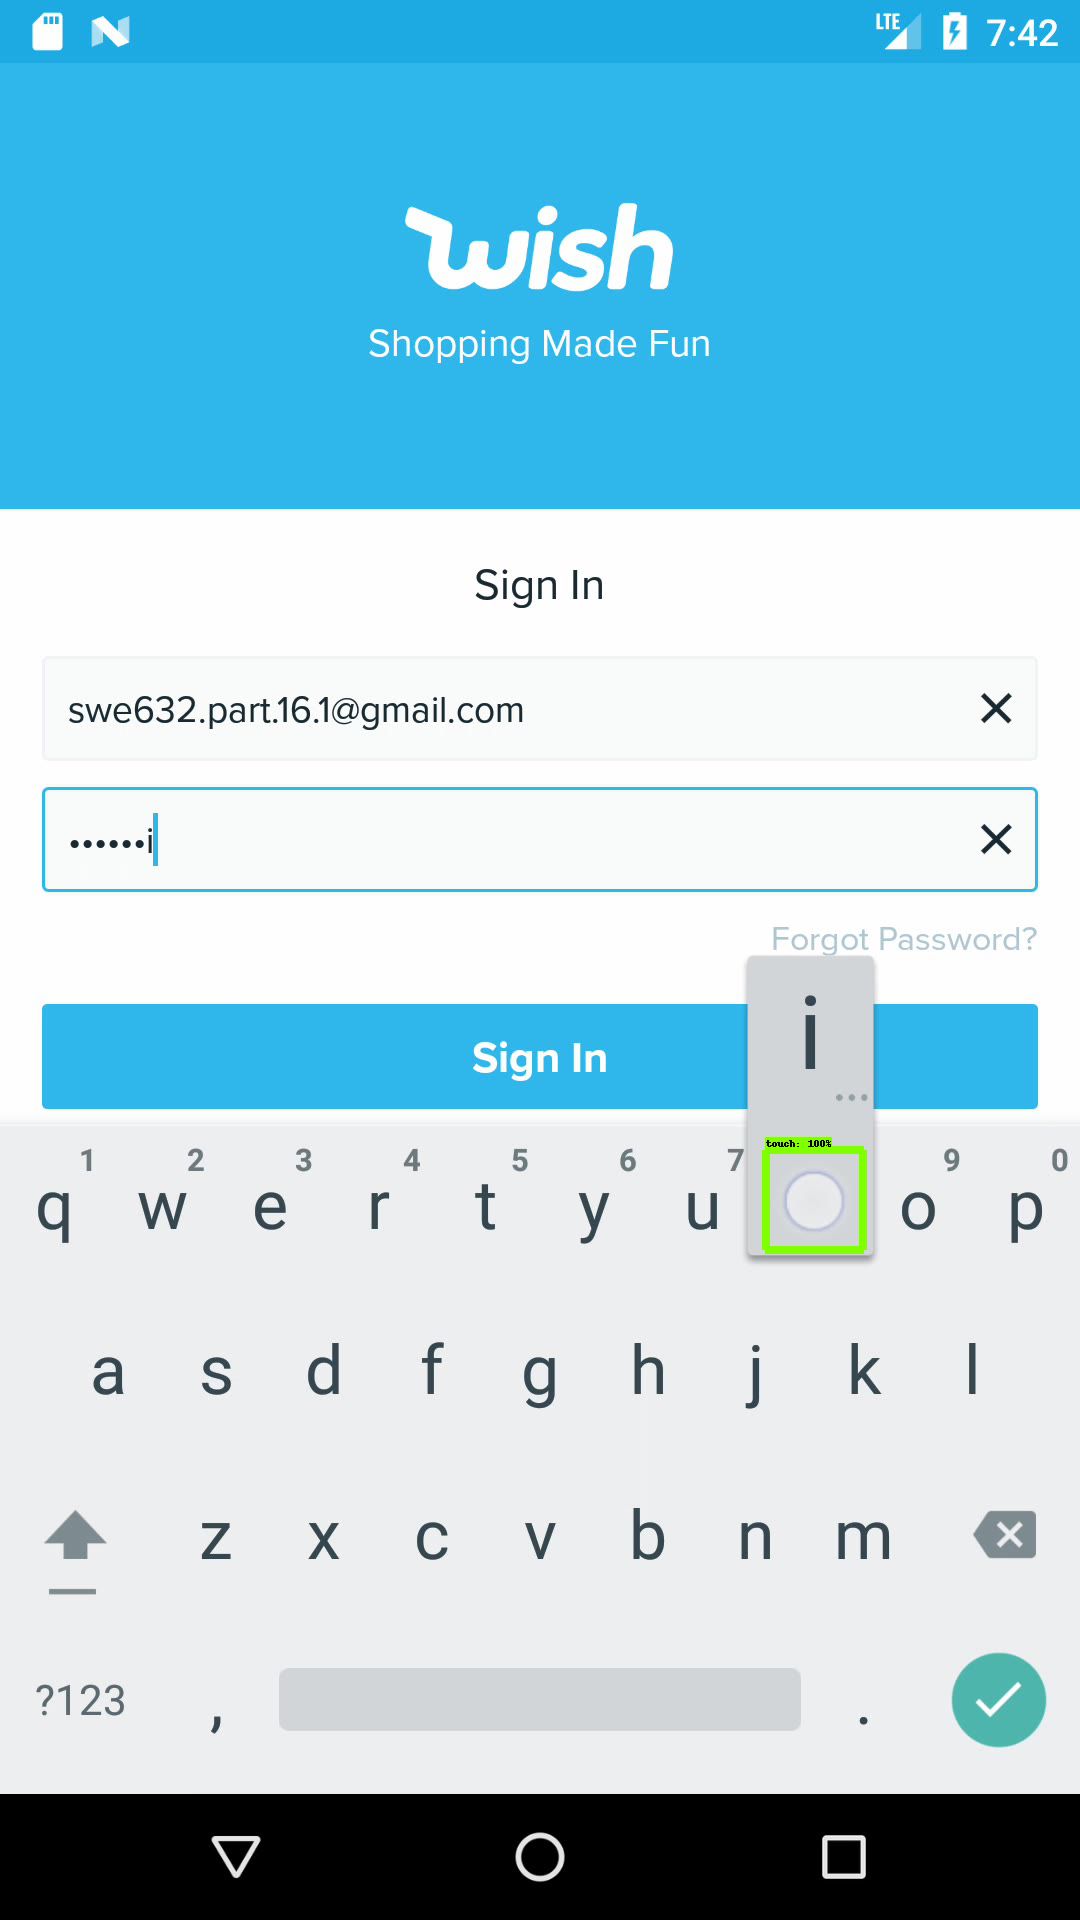 LTE 7:42
wish
Shopping Made Fun
Sign In
swe632.part.16.1@gmail.com
••••••i
Forgot Password?
Sign In
i
...
touch: 100%
1 2 3 4 5 6 7 9 0
q w e r t y u o p
a s d f g h j k l
z x c v b n m
?123 , .